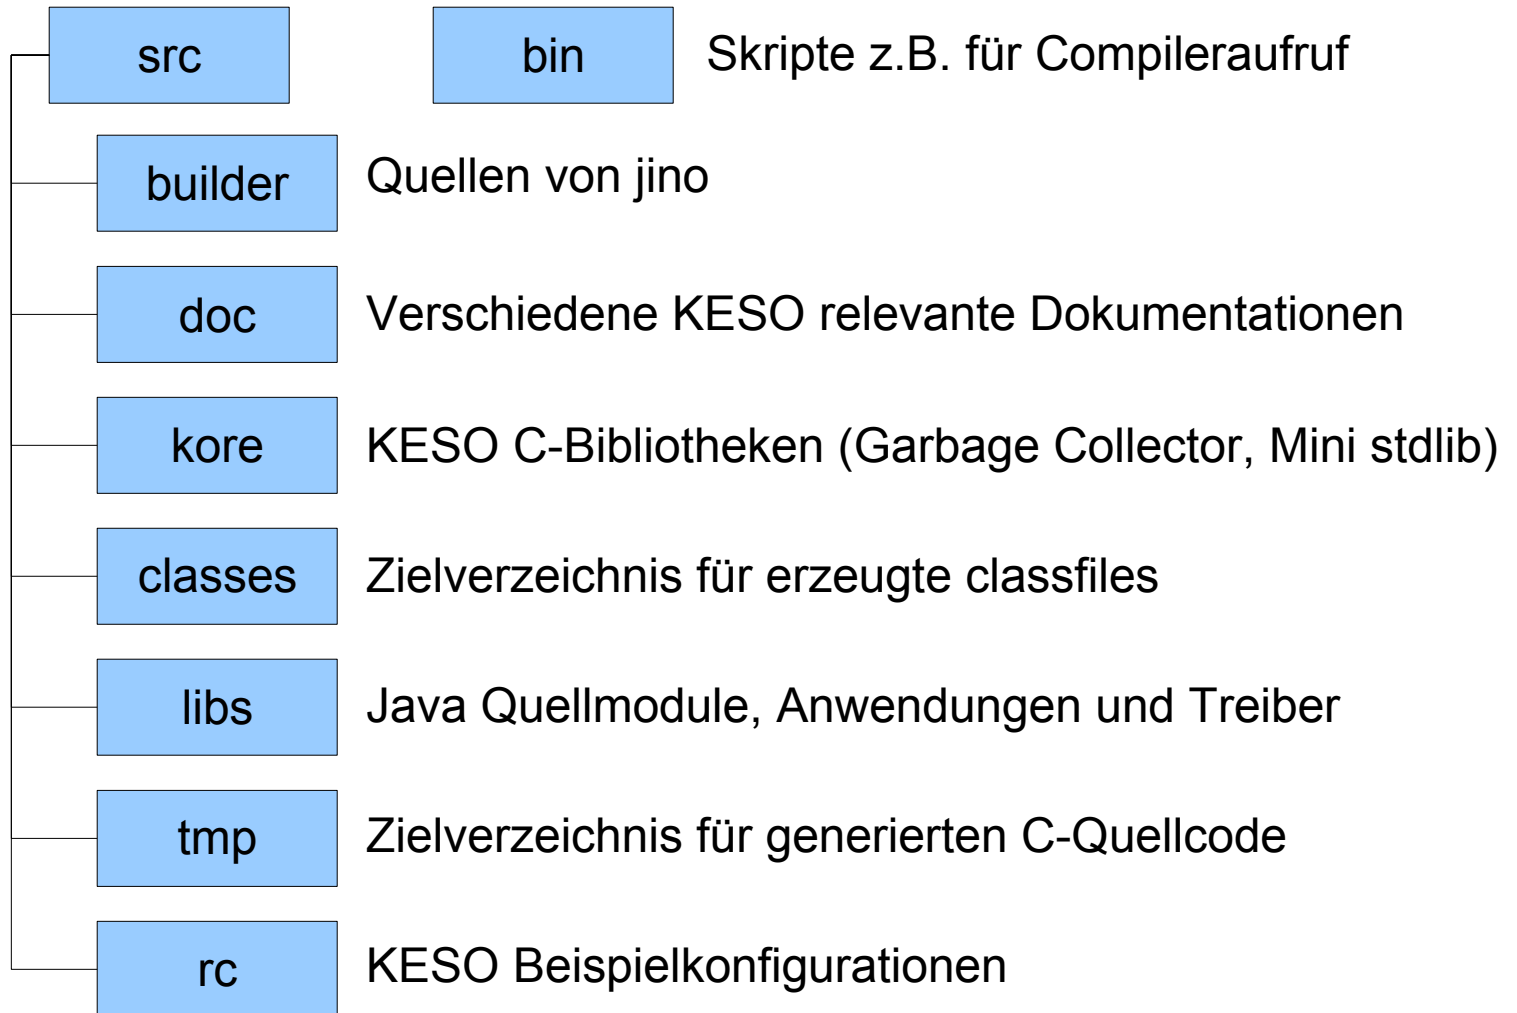 src bin Skripte z.B. für Compileraufruf
builder Quellen von jino
doc Verschiedene KESO relevante Dokumentationen
kore KESO C-Bibliotheken (Garbage Collector, Mini stdlib)
classes Zielverzeichnis für erzeugte classfiles
libs Java Quellmodule, Anwendungen und Treiber
tmp Zielverzeichnis für generierten C-Quellcode
rc KESO Beispielkonfigurationen